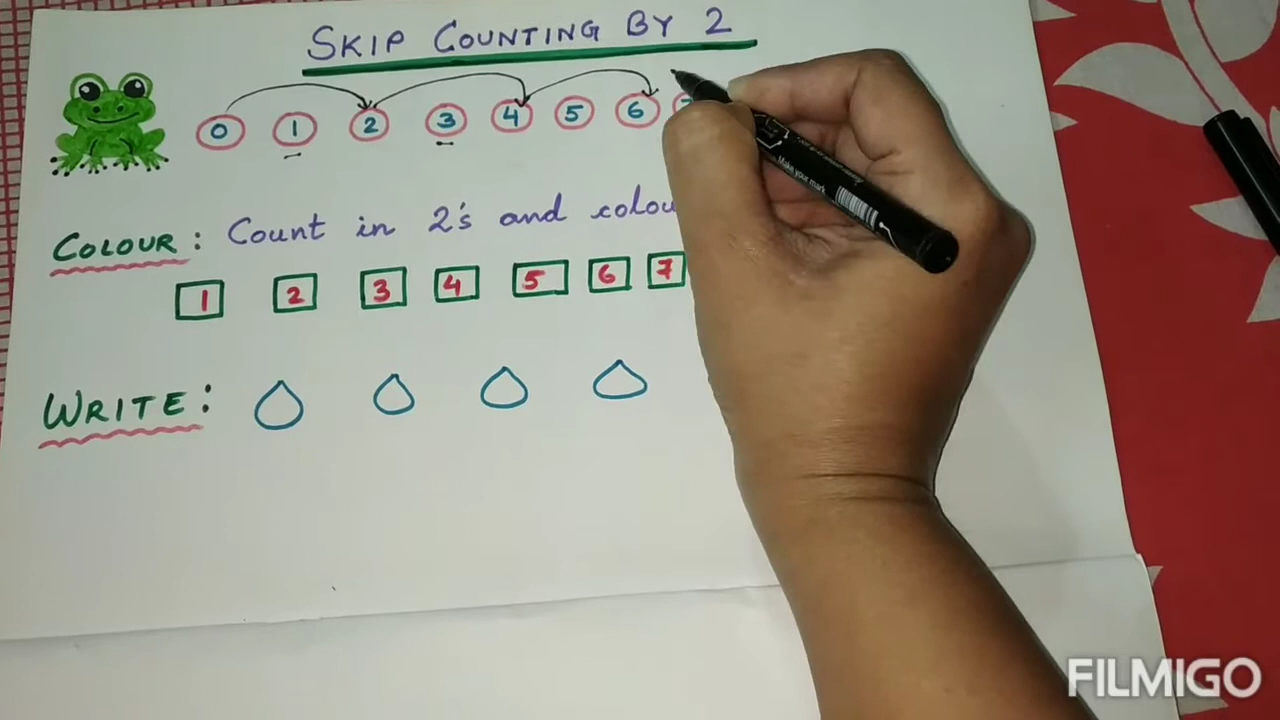 SKIP COUNTING BY 2
0 1 2 3 4 5 6
COLOUR: Count in 2's and
1 2 3 4 5 6 7
WRITE:
Make your mark
FILMIGO